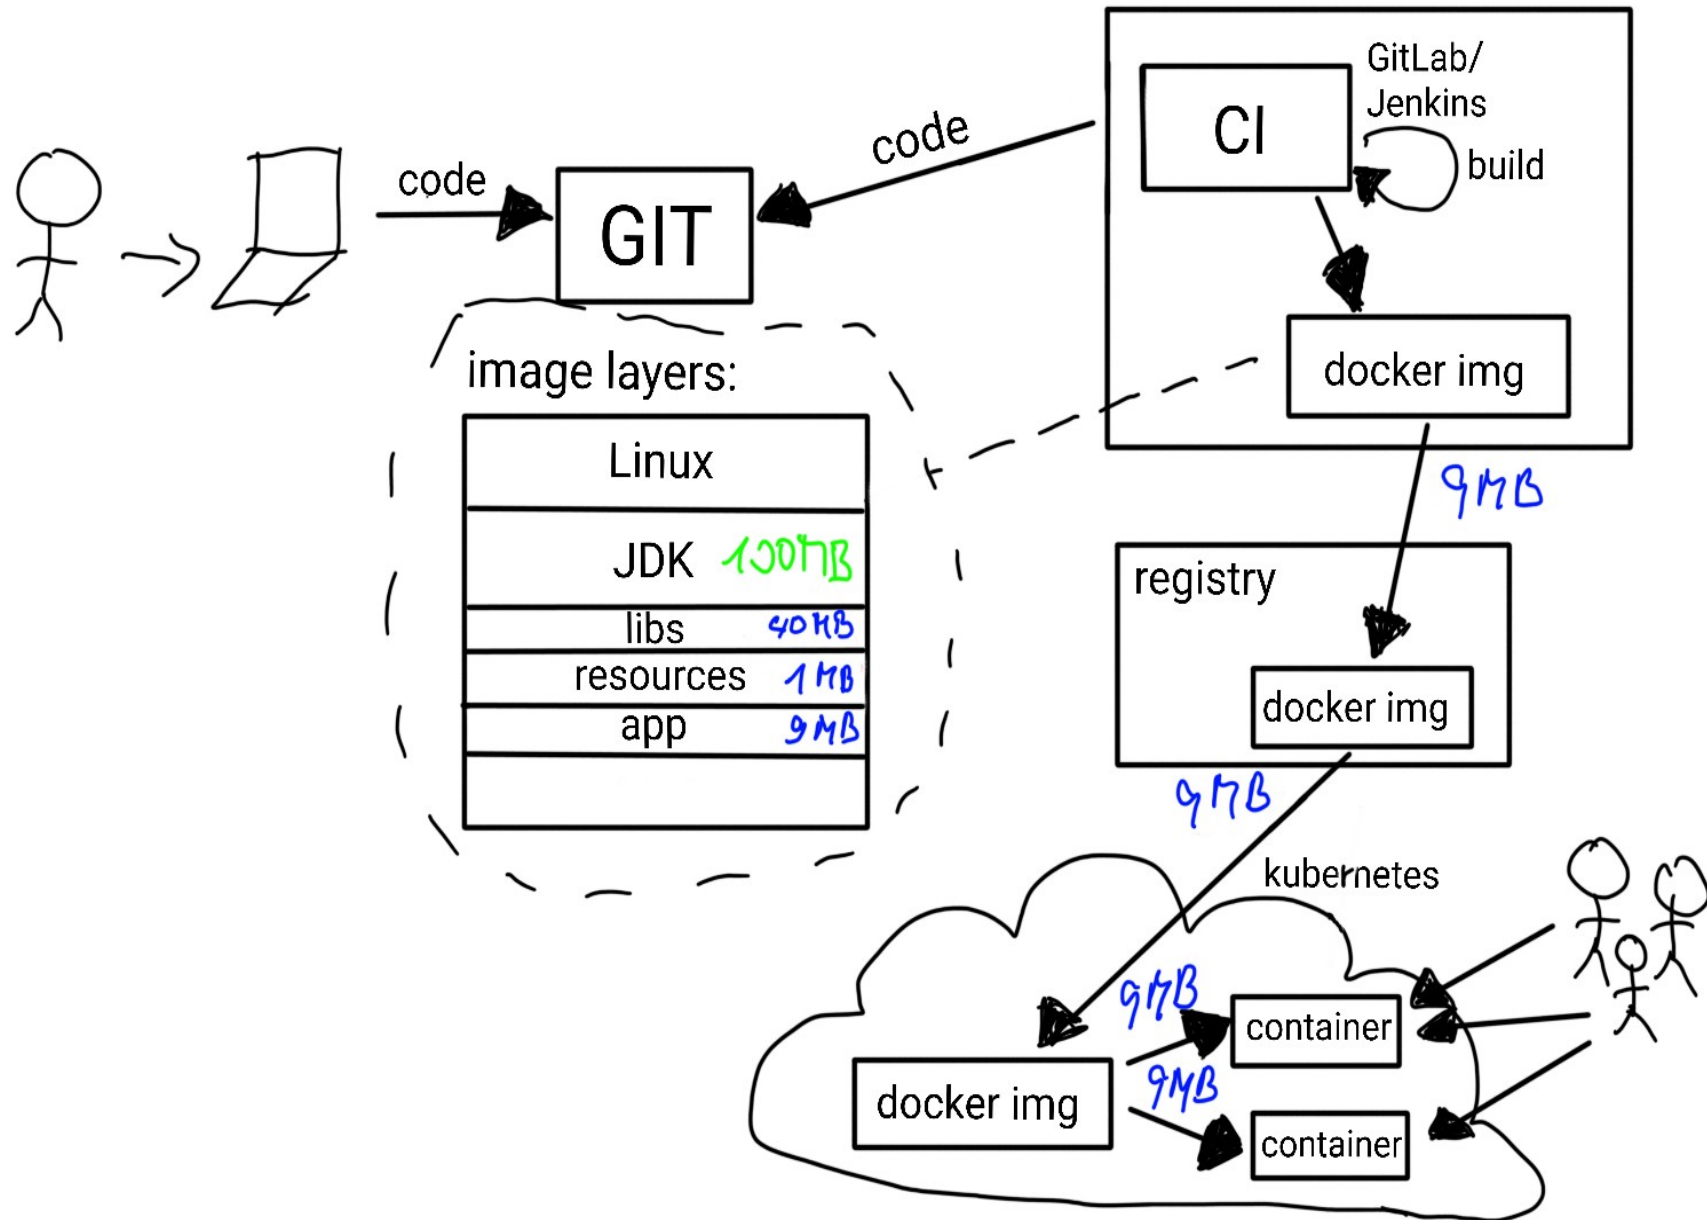 GitLab/
Jenkins
CI
build
code
code
GIT
docker img
image layers:
Linux
JDK 100MB
libs 40MB
resources 1MB
app 9MB
9MB
registry
docker img
9MB
kubernetes
9MB
container
9MB
docker img
container